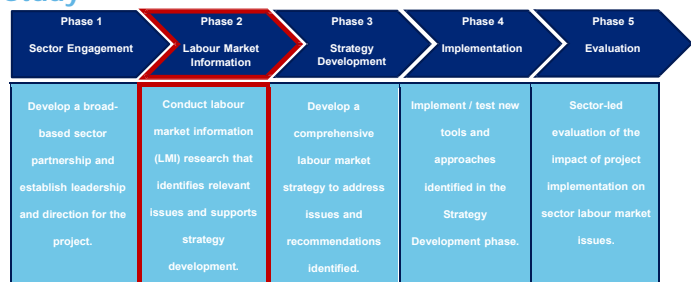 Study
Phase 1
Sector Engagement
Phase 2
Labour Market
Information
Phase 3
Strategy
Development
Phase 4
Implementation
Phase 5
Evaluation
Develop a broad-
based sector
partnership and
establish leadership
and direction for the
project.
Conduct labour
market information
(LMI) research that
identifies relevant
issues and supports
strategy
development.
Develop a
comprehensive
labour market
strategy to address
issues and
recommendations
identified.
Implement / test new
tools and
approaches
identified in the
Strategy
Development phase.
Sector-led
evaluation of the
impact of project
implementation on
sector labour market
issues.